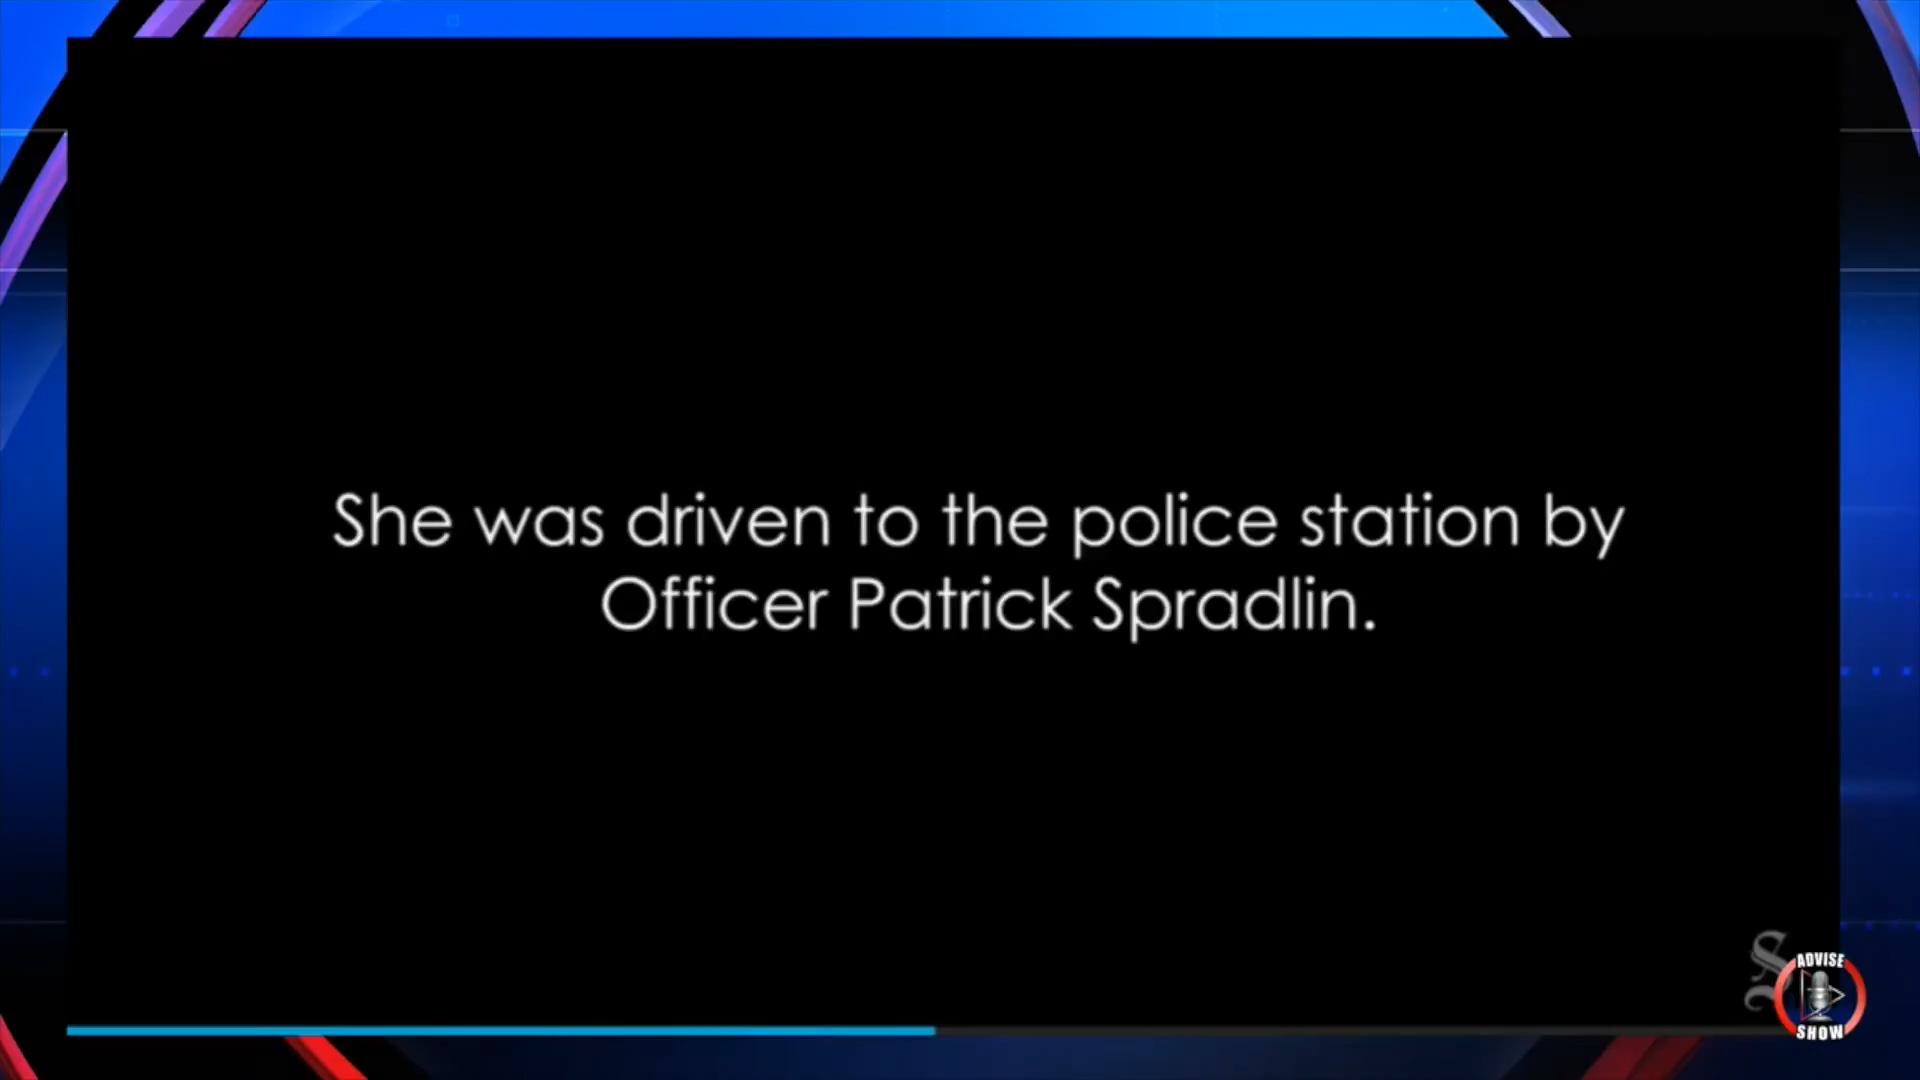 She was driven to the police station by
Officer Patrick Spradlin.
S
ADVISE
SHOW